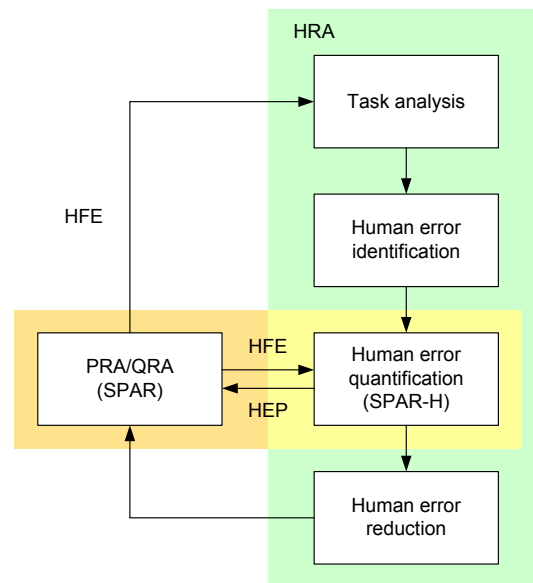 HRA
Task analysis
HFE
Human error
identification
PRA/QRA
(SPAR)
HFE
HEP
Human error
quantification
(SPAR-H)
Human error
reduction